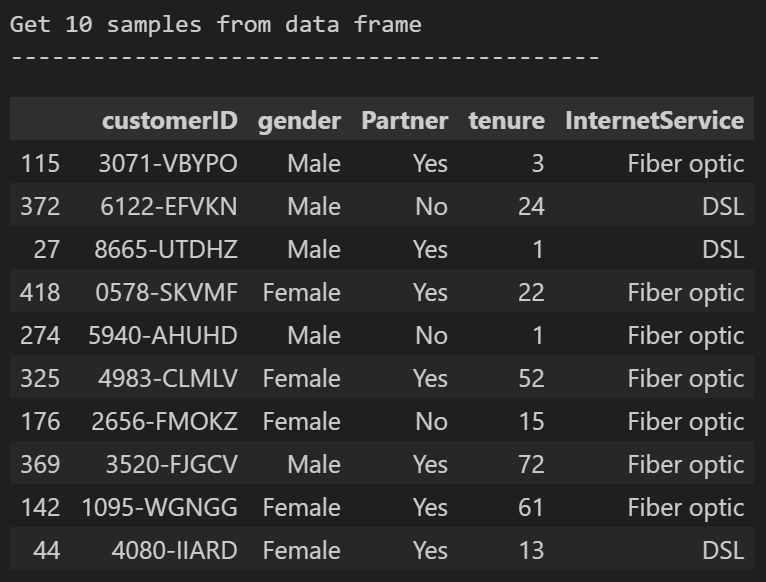 Get 10 samples from data frame
-------------------------------------------
customerID gender Partner tenure InternetService
115 3071-VBYPO Male Yes 3 Fiber optic
372 6122-EFVKN Male No 24 DSL
27 8665-UTDHZ Male Yes 1 DSL
418 0578-SKVMF Female Yes 22 Fiber optic
274 5940-AHUHD Male No 1 Fiber optic
325 4983-CLMLV Female Yes 52 Fiber optic
176 2656-FMOKZ Female No 15 Fiber optic
369 3520-FJGCV Male Yes 72 Fiber optic
142 1095-WGNGG Female Yes 61 Fiber optic
44 4080-IIARD Female Yes 13 DSL